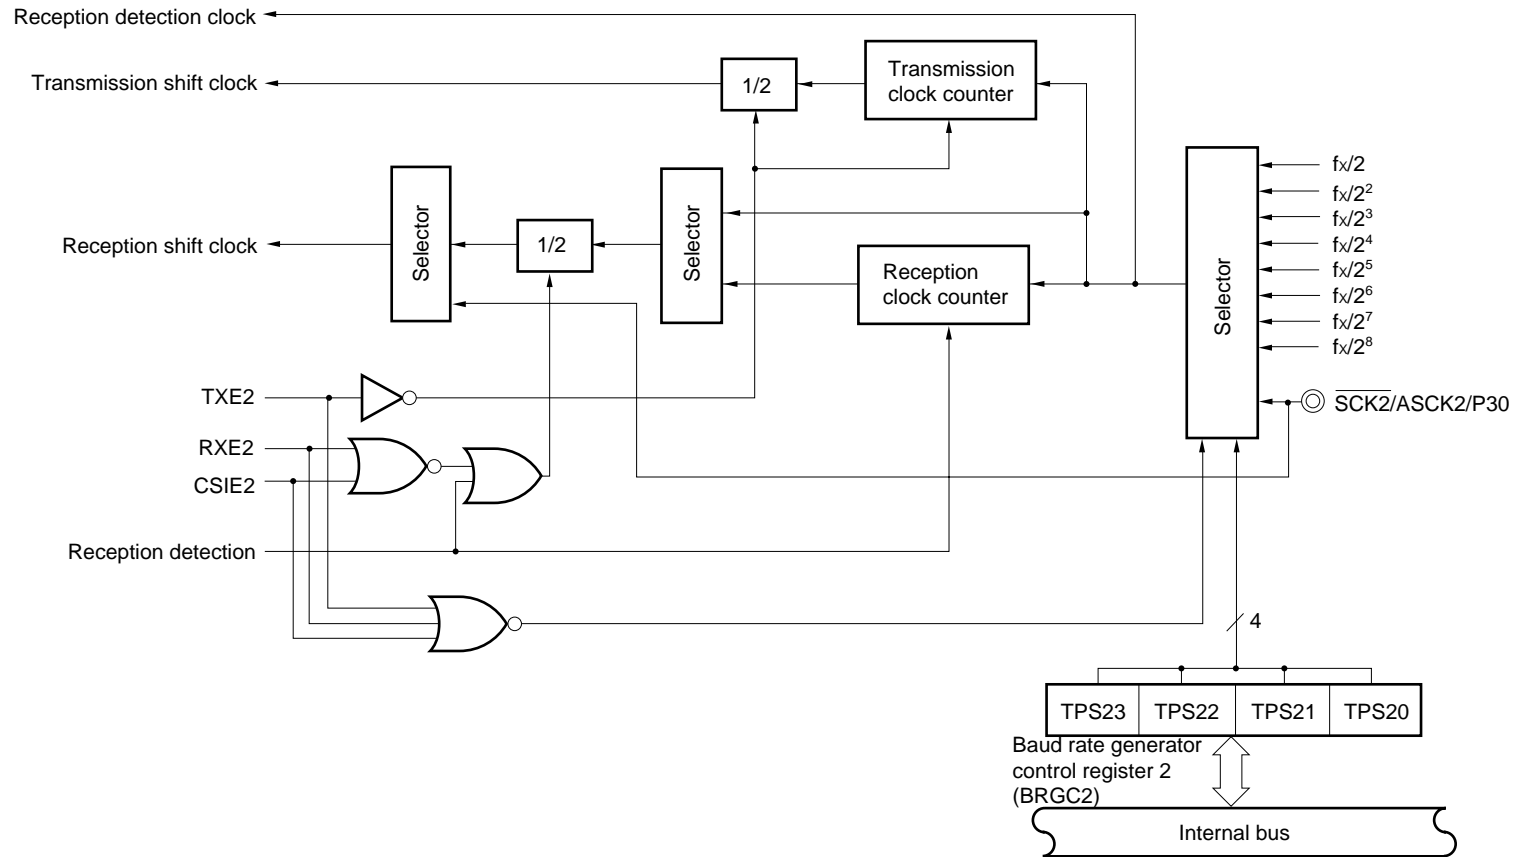 Reception detection clock
Transmission shift clock
1/2
Transmission
clock counter
fX/2
fX/2²
fX/2³
fX/2⁴
fX/2⁵
fX/2⁶
fX/2⁷
fX/2⁸
Selector
Reception shift clock
Selector
1/2
Selector
Reception
clock counter
SCK2/ASCK2/P30
TXE2
RXE2
CSIE2
Reception detection
4
TPS23 TPS22 TPS21 TPS20
Baud rate generator
control register 2
(BRGC2)
Internal bus